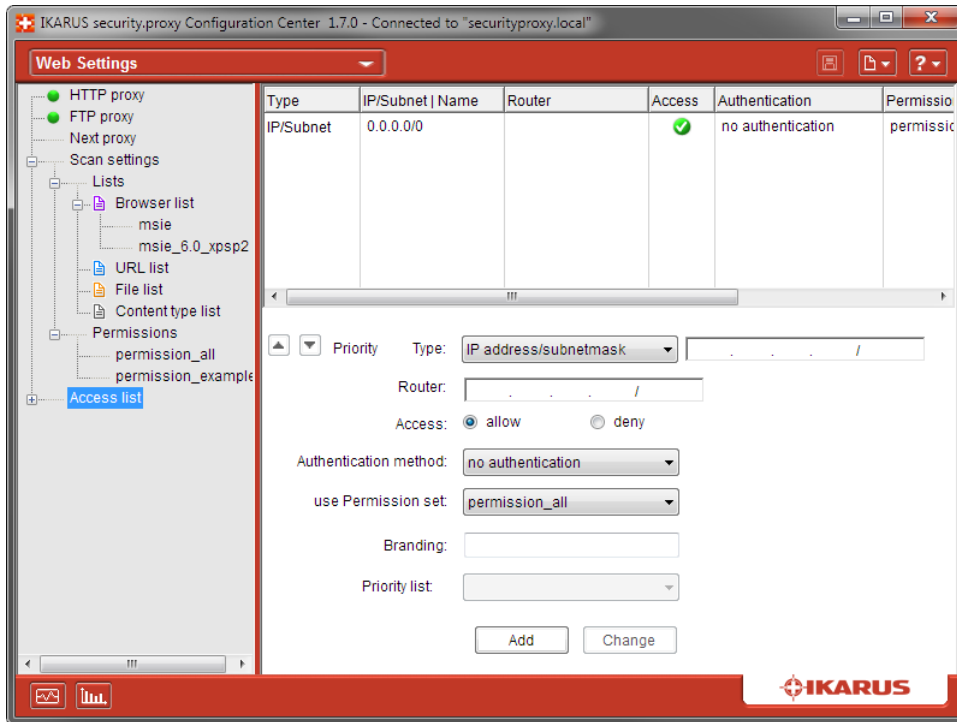 IKARUS security.proxy Configuration Center 1.7.0 - Connected to "securityproxy.local"
Web Settings
?
HTTP proxy
FTP proxy
Next proxy
Scan settings
Lists
Browser list
msie
msie_6.0_xpsp2
URL list
File list
Content type list
Permissions
permission_all
permission_example
Access list
Type IP/Subnet | Name Router Access Authentication Permissio
IP/Subnet 0.0.0.0/0 no authentication permissic
Priority Type: IP address/subnetmask . . . /
Router: . . . /
Access: allow deny
Authentication method: no authentication
use Permission set: permission_all
Branding:
Priority list:
Add Change
IKARUS